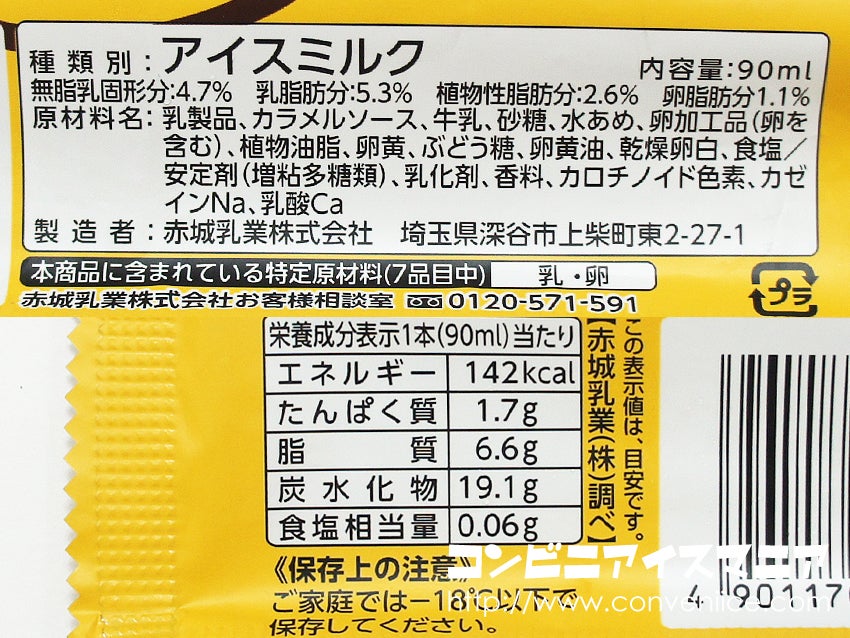 種類別:アイスミルク 内容量:90ml
無脂乳固形分:4.7% 乳脂肪分:5.3% 植物性脂肪分:2.6% 卵脂肪分1.1%
原材料名:乳製品、カラメルソース、牛乳、砂糖、水あめ、卵加工品(卵を
含む)、植物油脂、卵黄、ぶどう糖、卵黄油、乾燥卵白、食塩/
安定剤(増粘多糖類)、乳化剤、香料、カロチノイド色素、カゼ
インNa、乳酸Ca
製造者:赤城乳業株式会社 埼玉県深谷市上柴町東2-27-1
本商品に含まれている特定原材料(7品目中) 乳・卵
赤城乳業株式会社お客様相談室 0120-571-591
プラ
栄養成分表示1本(90ml)当たり
エネルギー 142kcal
たんぱく質 1.7g
脂質 6.6g
炭水化物 19.1g
食塩相当量 0.06g
この表示値は、目安です。
【赤城乳業(株)調べ】
《保存上の注意》
ご家庭では-18℃以下で
保存してください。
コンビニアイスマニア
http://www.conveniice.com/
4 90117